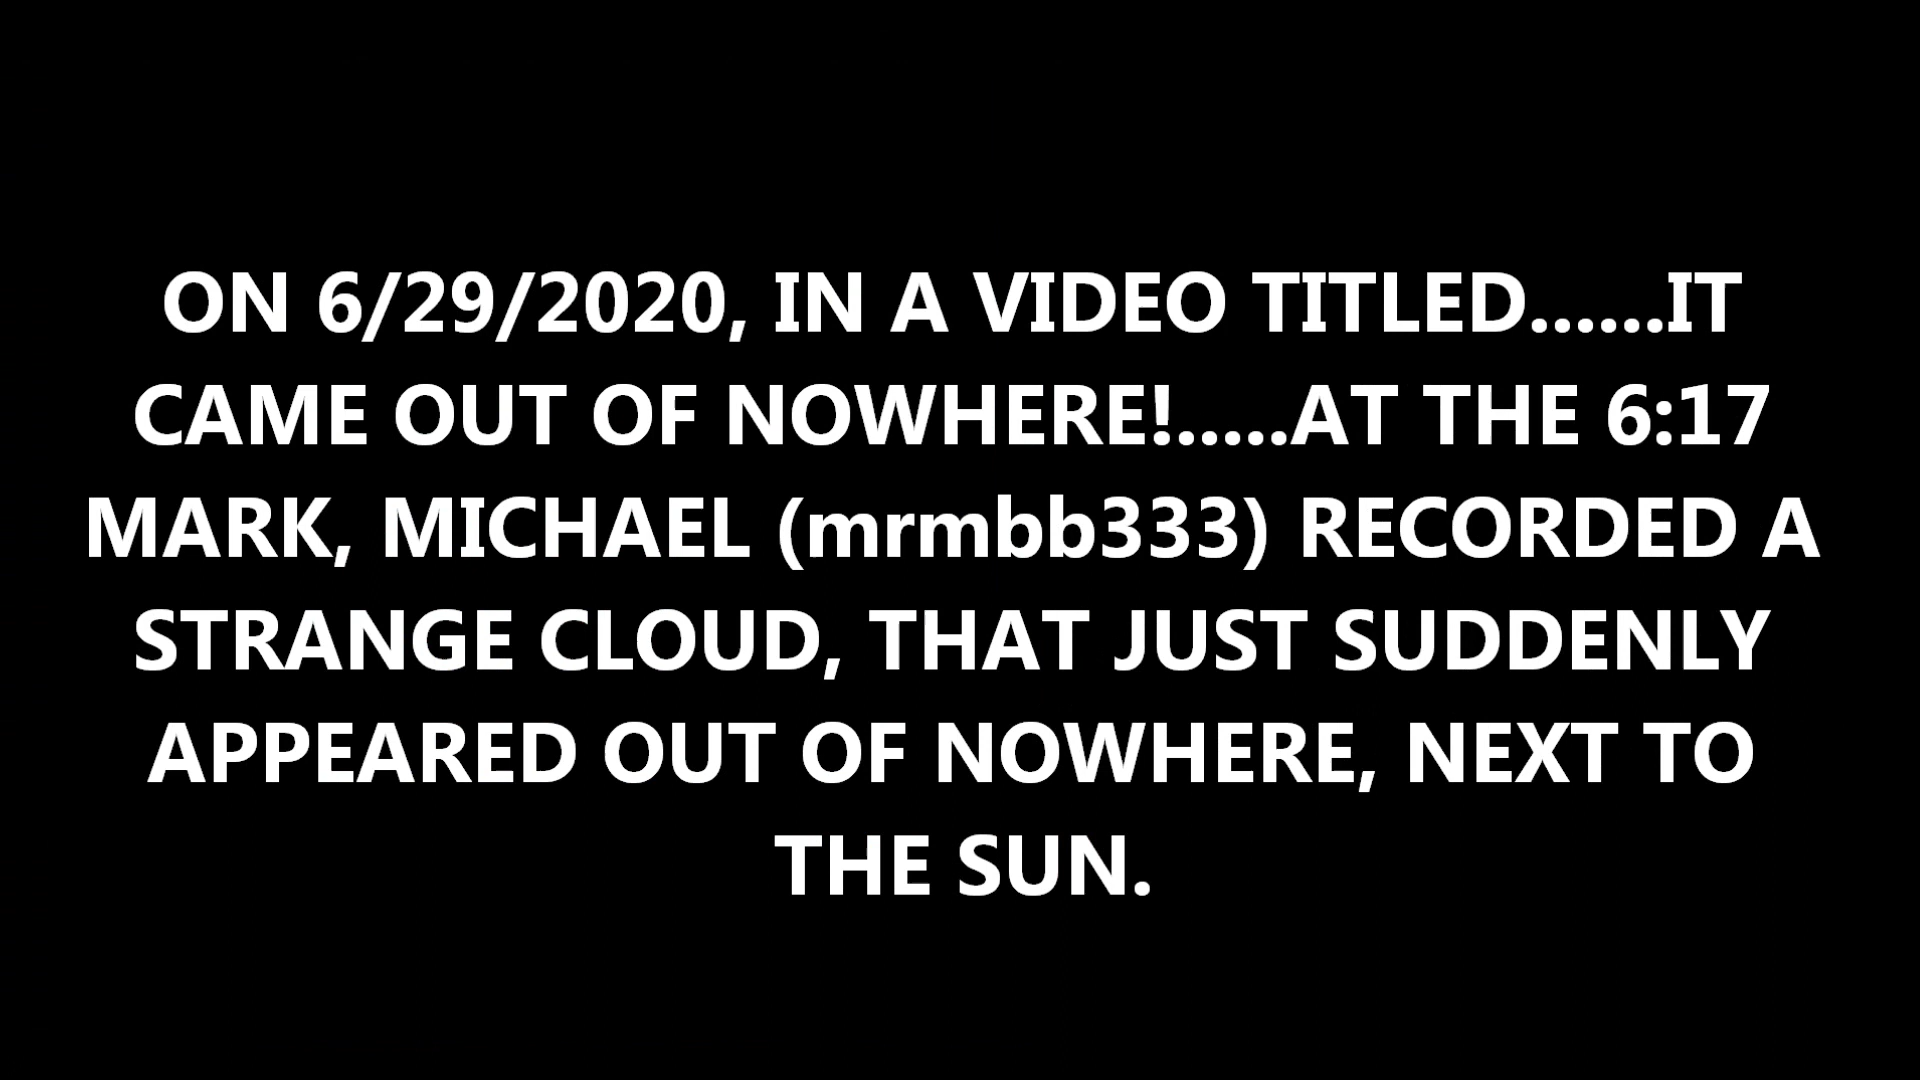 ON 6/29/2020, IN A VIDEO TITLED......IT
CAME OUT OF NOWHERE!.....AT THE 6:17
MARK, MICHAEL (mrmbb333) RECORDED A
STRANGE CLOUD, THAT JUST SUDDENLY
APPEARED OUT OF NOWHERE, NEXT TO
THE SUN.